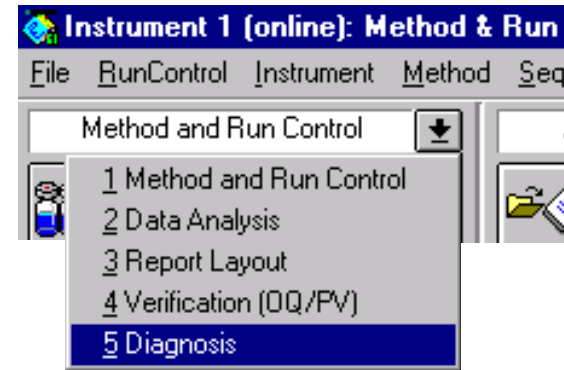 Instrument 1 (online): Method & Run
File RunControl Instrument Method Seq
Method and Run Control
1 Method and Run Control
2 Data Analysis
3 Report Layout
4 Verification (OQ/PV)
5 Diagnosis